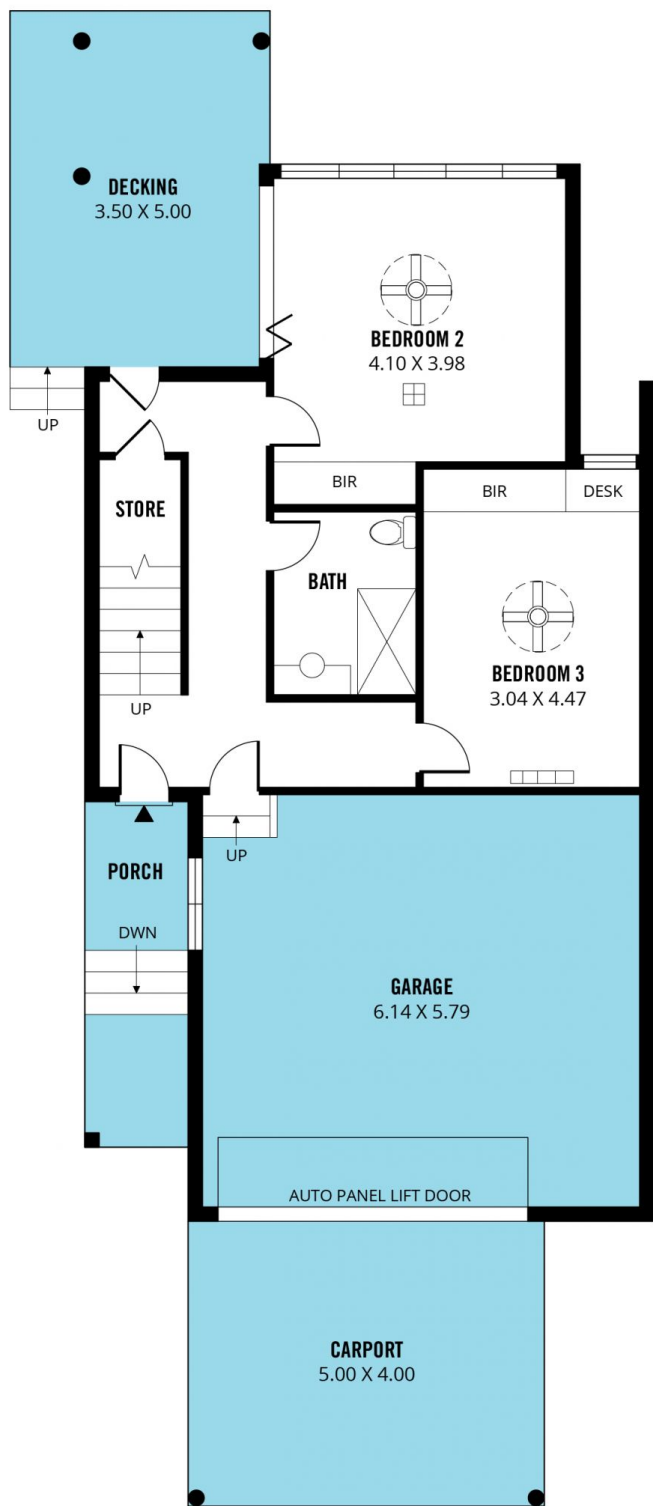 DECKING
3.50 X 5.00
BEDROOM 2
4.10 X 3.98
UP
BIR
BIR
DESK
STORE
BATH
BEDROOM 3
3.04 X 4.47
UP
UP
PORCH
DWN
GARAGE
6.14 X 5.79
AUTO PANEL LIFT DOOR
CARPORT
5.00 X 4.00